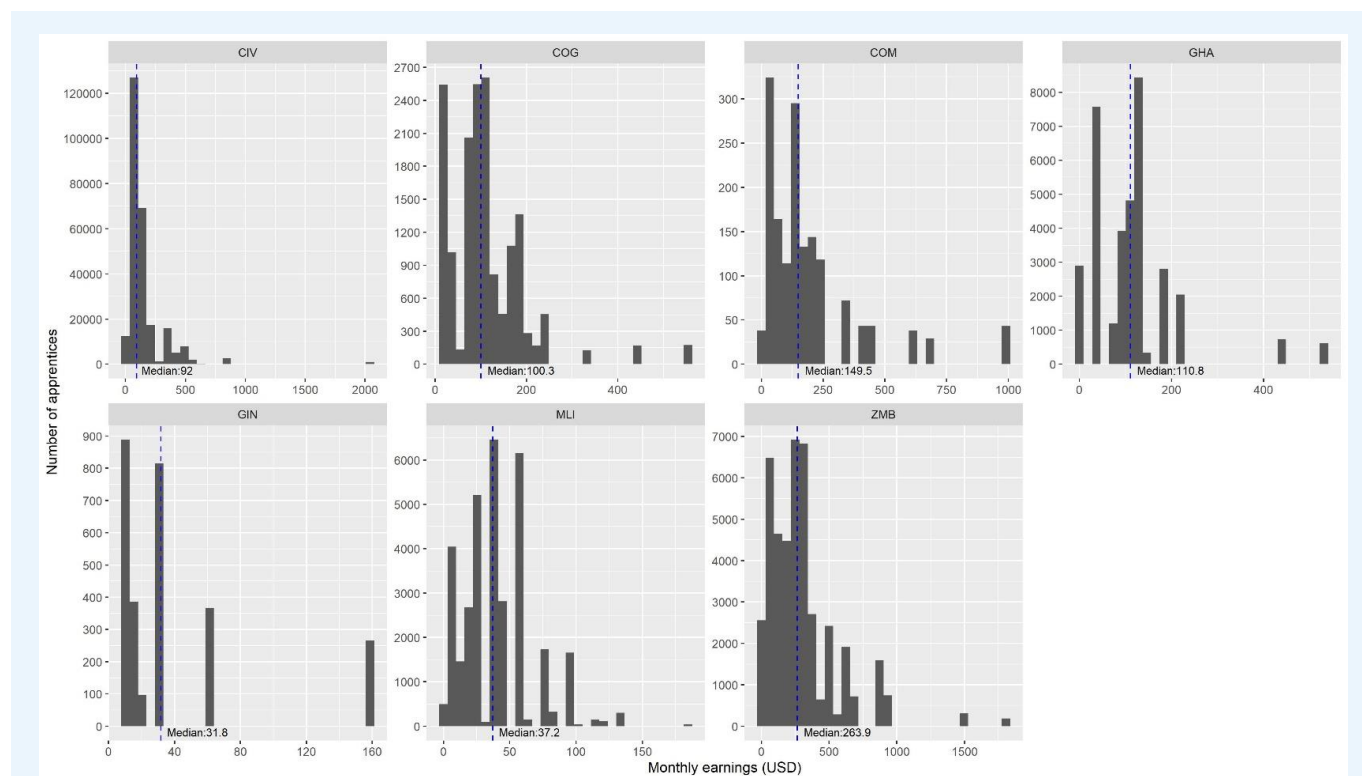 CIV
COG
COM
GHA
120000
100000
80000
60000
40000
20000
0
2700
2400
2100
1800
1500
1200
900
600
300
0
300
250
200
150
100
50
0
8000
7000
6000
5000
4000
3000
2000
1000
0
Median:92
Median:100.3
Median:149.5
Median:110.8
0 500 1000 1500 2000
0 200 400
0 250 500 750 1000
0 200 400
Number of apprentices
GIN
MLI
ZMB
900
800
700
600
500
400
300
200
100
0
6000
5000
4000
3000
2000
1000
0
7000
6000
5000
4000
3000
2000
1000
0
Median:31.8
Median:37.2
Median:263.9
0 40 80 120 160
0 50 100 150
0 500 1000 1500
Monthly earnings (USD)